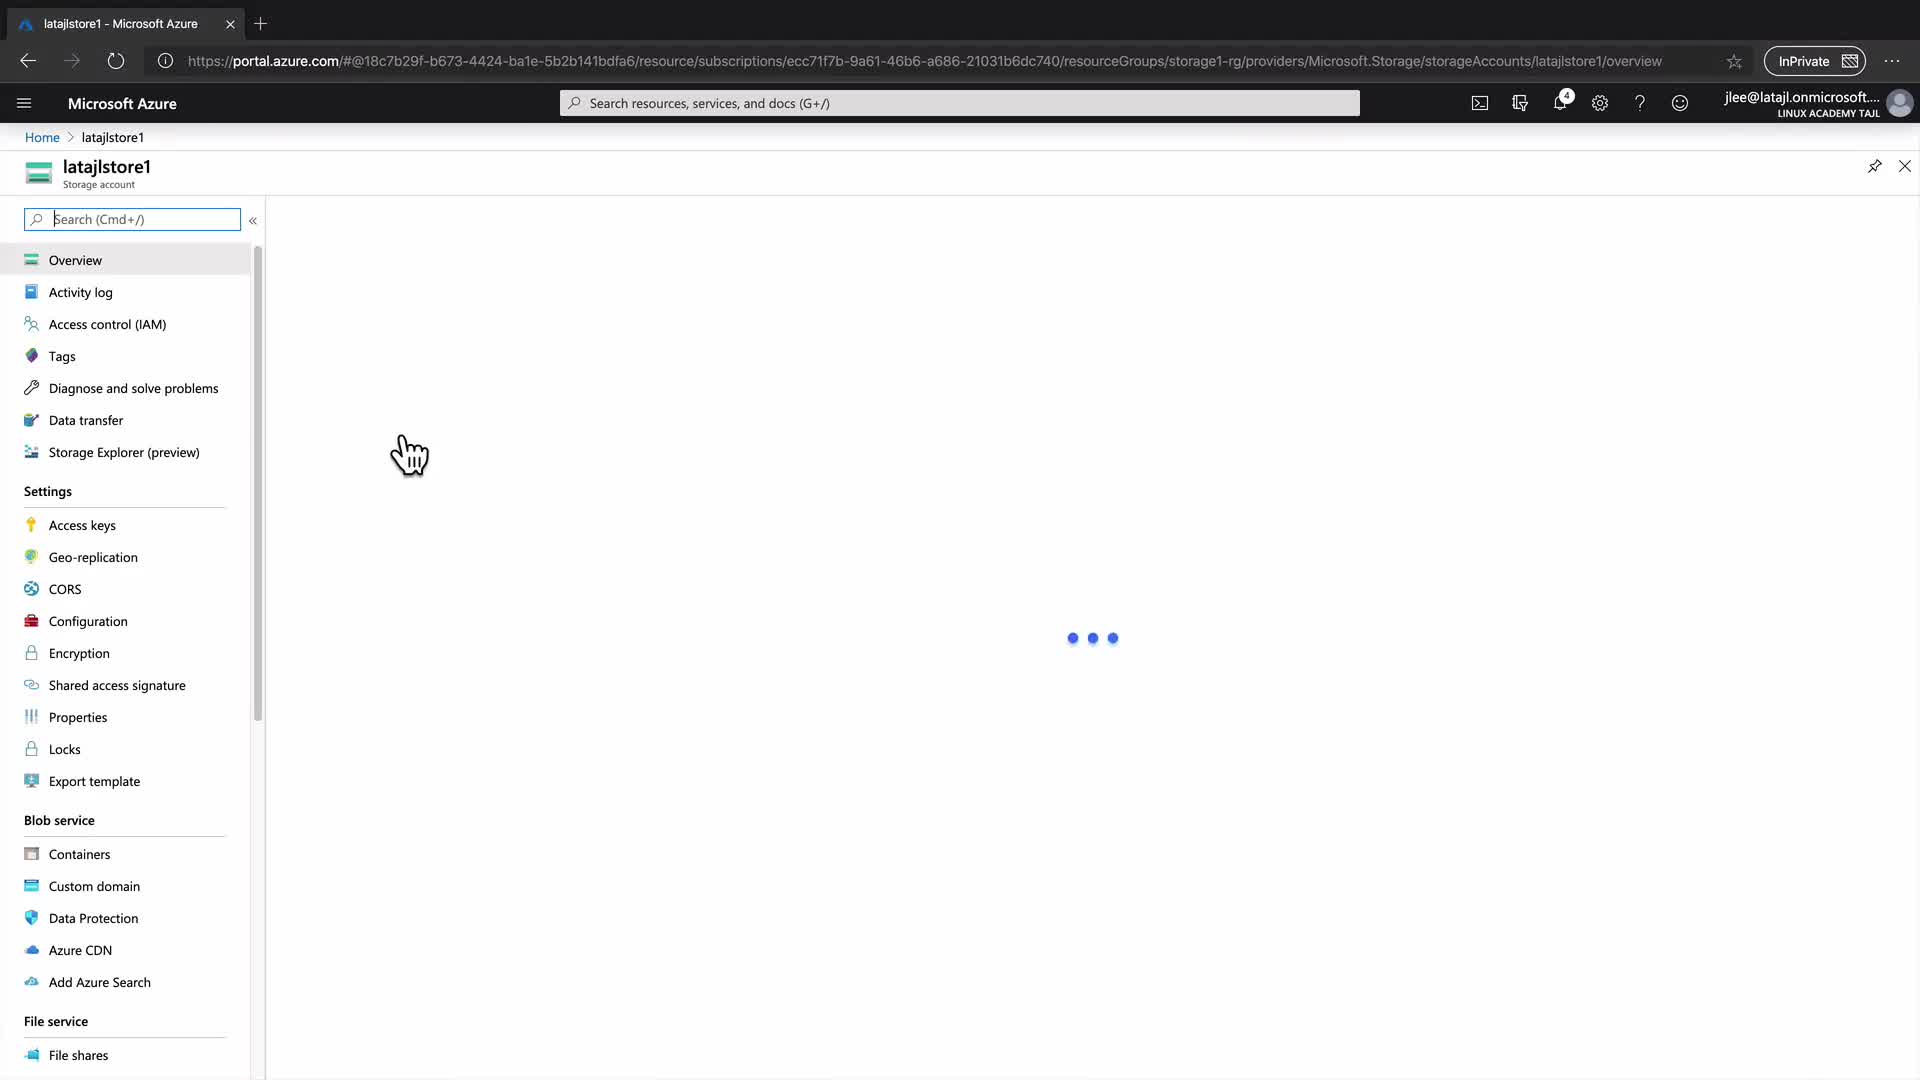 latajlstore1 - Microsoft Azure
https://portal.azure.com/#@18c7b29f-b673-4424-ba1e-5b2b141bdfa6/resource/subscriptions/ecc71f7b-9a61-46b6-a686-21031b6dc740/resourceGroups/storage1-rg/providers/Microsoft.Storage/storageAccounts/latajlstore1/overview
InPrivate
Microsoft Azure
Search resources, services, and docs (G+/)
4
jlee@latajl.onmicrosoft....
LINUX ACADEMY TAJL
Home > latajlstore1
latajlstore1
Storage account
Search (Cmd+/)
Overview
Activity log
Access control (IAM)
Tags
Diagnose and solve problems
Data transfer
Storage Explorer (preview)
Settings
Access keys
Geo-replication
CORS
Configuration
Encryption
Shared access signature
Properties
Locks
Export template
Blob service
Containers
Custom domain
Data Protection
Azure CDN
Add Azure Search
File service
File shares